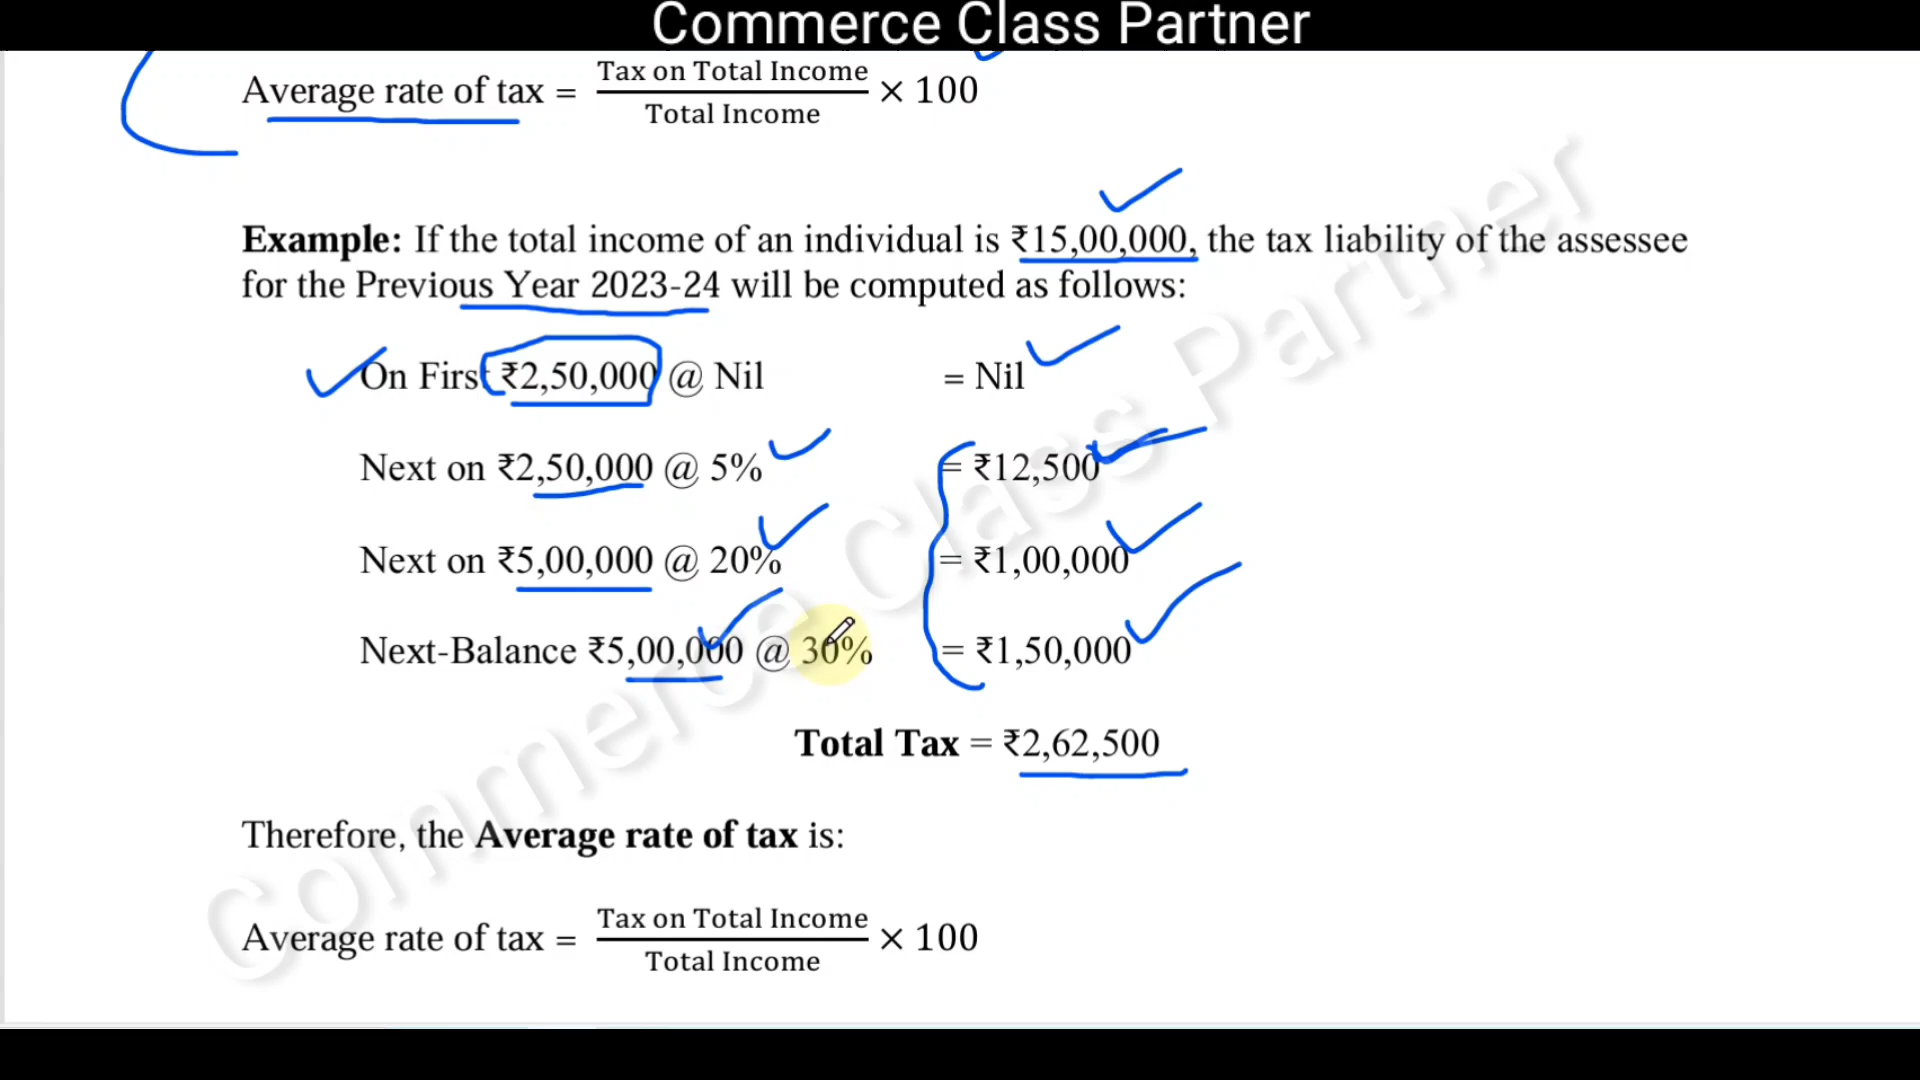 Commerce Class Partner
Average rate of tax = Tax on Total Income / Total Income × 100
Example: If the total income of an individual is ₹15,00,000, the tax liability of the assessee
for the Previous Year 2023-24 will be computed as follows:
On First ₹2,50,000 @ Nil = Nil
Next on ₹2,50,000 @ 5% = ₹12,500
Next on ₹5,00,000 @ 20% = ₹1,00,000
Next-Balance ₹5,00,000 @ 30% = ₹1,50,000
Total Tax = ₹2,62,500
Therefore, the Average rate of tax is:
Average rate of tax = Tax on Total Income / Total Income × 100
Commerce Class Partner